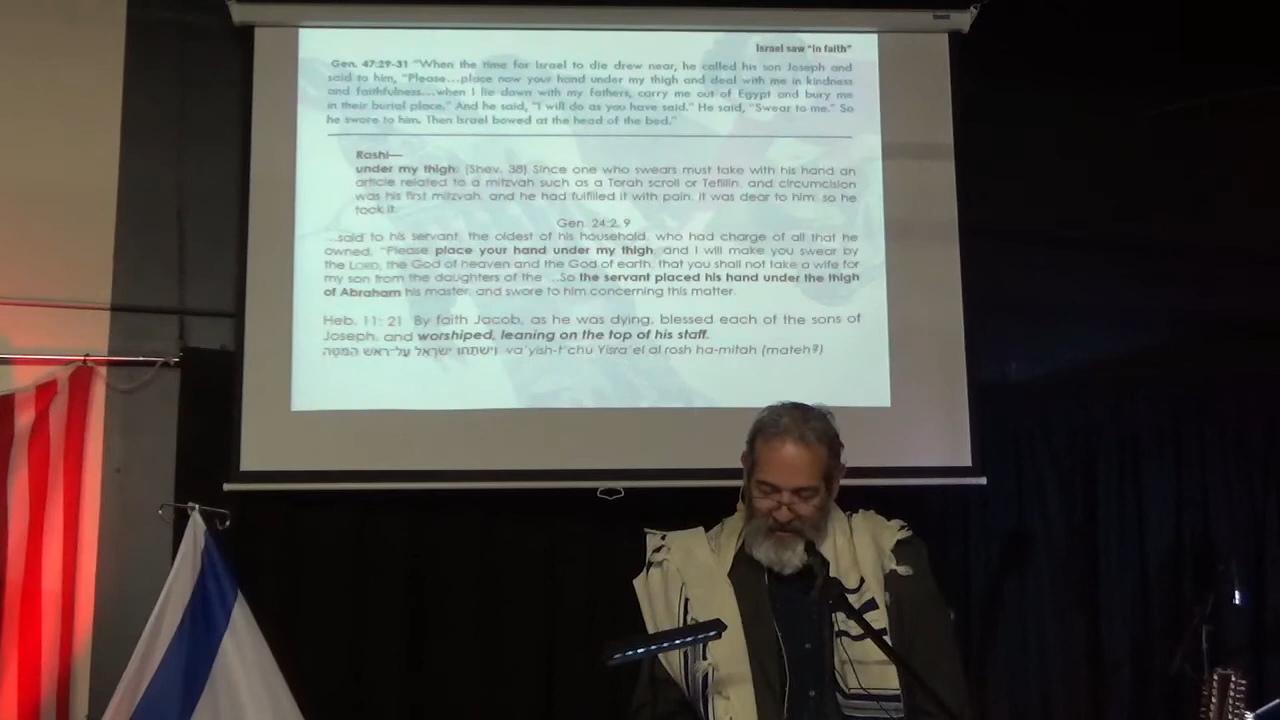 Israel saw "in faith"
Gen. 47:29-31 "When the time for Israel to die drew near, he called his son Joseph and
said to him, "Please...place now your hand under my thigh and deal with me in kindness
and faithfulness...when I lie down with my fathers, carry me out of Egypt and bury me
in their burial place." And he said, "I will do as you have said." He said, "Swear to me." So
he swore to him. Then Israel bowed at the head of the bed."
Rashi—
under my thigh: (Shev. 38) Since one who swears must take with his hand an
article related to a mitzvah such as a Torah scroll or Tefillin, and circumcision
was his first mitzvah, and he had fulfilled it with pain, it was dear to him, so he
took it.
Gen. 24:2, 9
...said to his servant, the oldest of his household, who had charge of all that he
owned, "Please place your hand under my thigh, and I will make you swear by
the LORD, the God of heaven and the God of earth, that you shall not take a wife for
my son from the daughters of the ...So the servant placed his hand under the thigh
of Abraham his master, and swore to him concerning this matter.
Heb. 11: 21 By faith Jacob, as he was dying, blessed each of the sons of
Joseph, and worshiped, leaning on the top of his staff.
וישתחו ישראל על־ראש המטה va'yish-t'chu Yisra'el al rosh ha-mitah (mateh?)